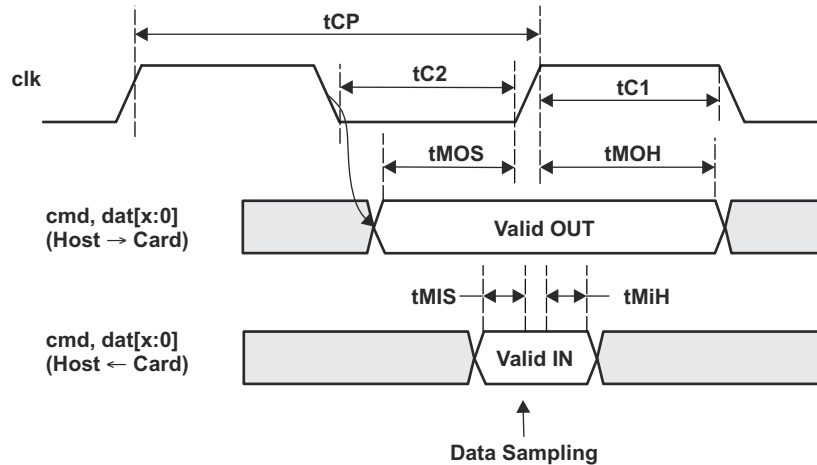 tCP
clk
tC2
tC1
tMOS
tMOH
cmd, dat[x:0]
(Host → Card)
Valid OUT
tMIS
tMiH
cmd, dat[x:0]
(Host ← Card)
Valid IN
Data Sampling